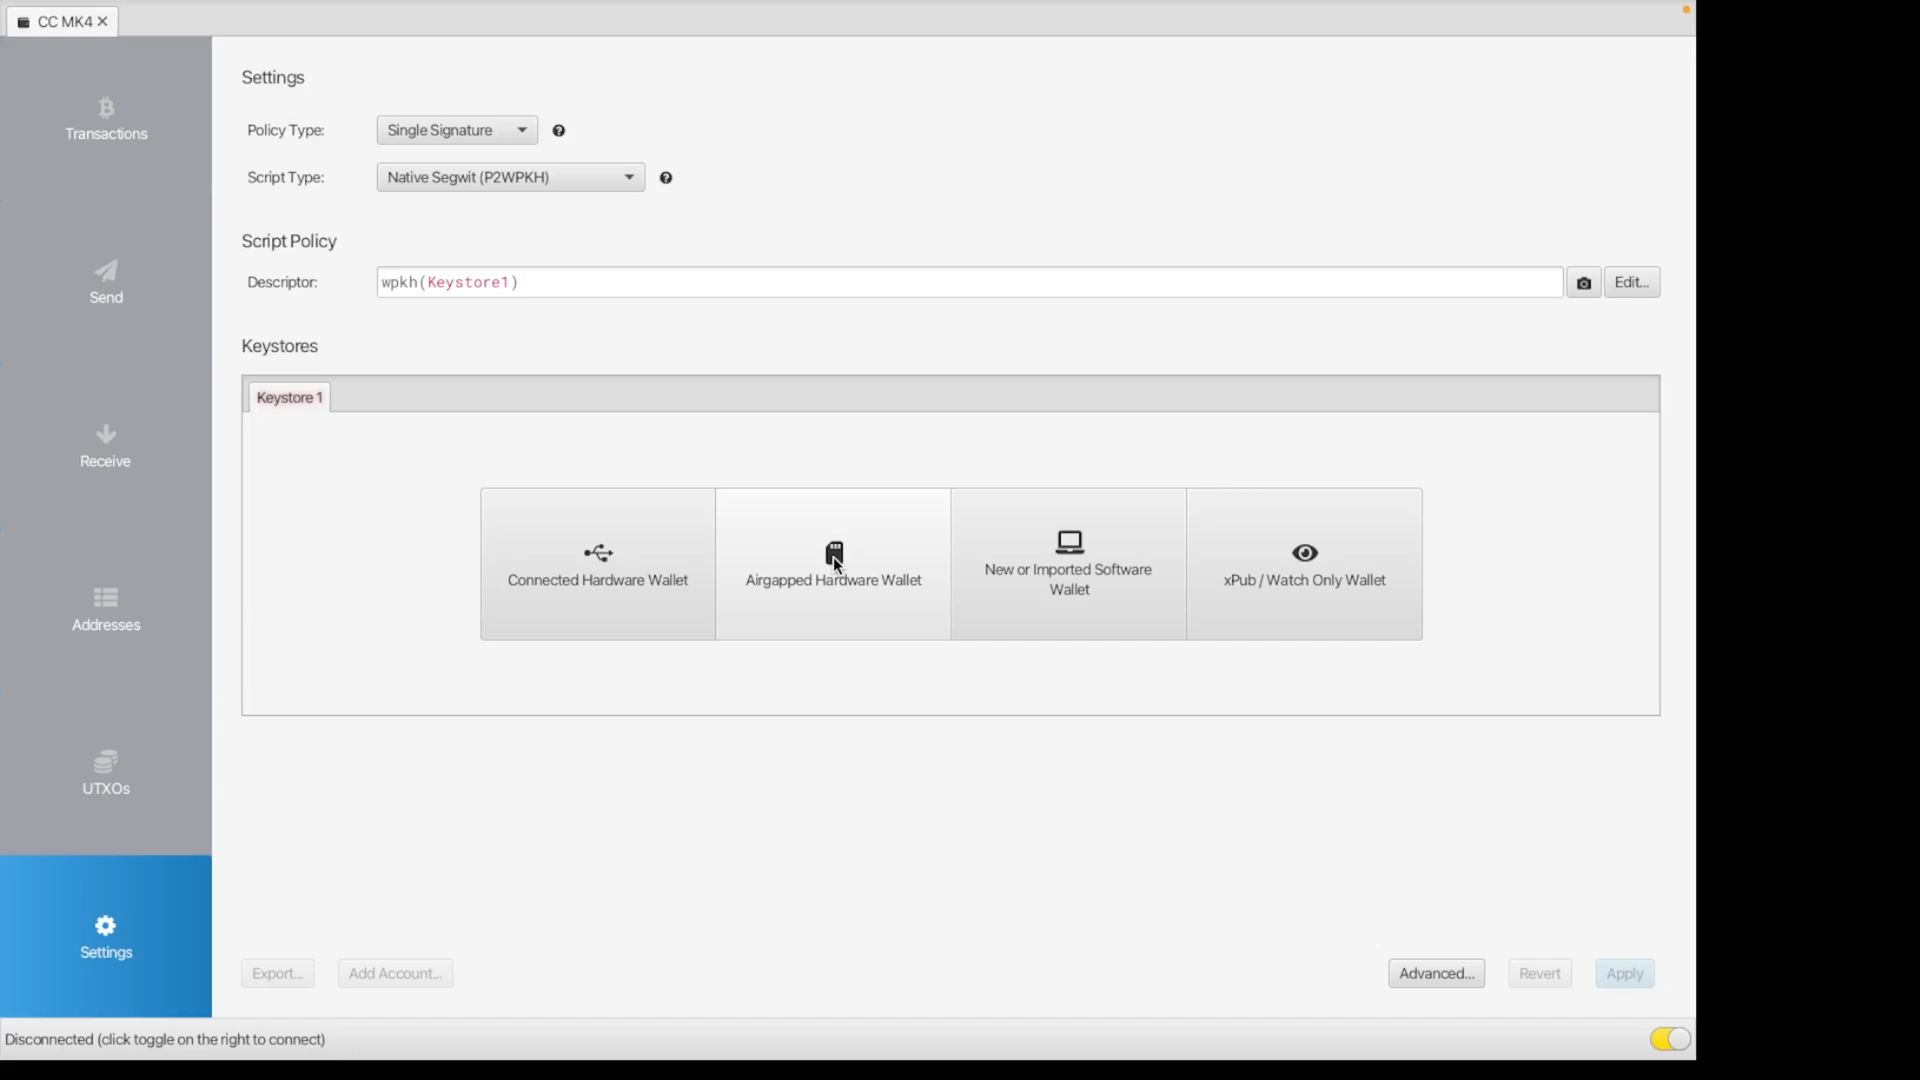 CC MK4
Settings
Transactions
Policy Type:
Single Signature
Script Type:
Native Segwit (P2WPKH)
Script Policy
Send
Descriptor:
wpkh(Keystore1)
Edit...
Keystores
Keystore 1
Receive
Connected Hardware Wallet
Airgapped Hardware Wallet
New or Imported Software
Wallet
xPub / Watch Only Wallet
Addresses
UTXOs
Settings
Export...
Add Account...
Advanced...
Revert
Apply
Disconnected (click toggle on the right to connect)